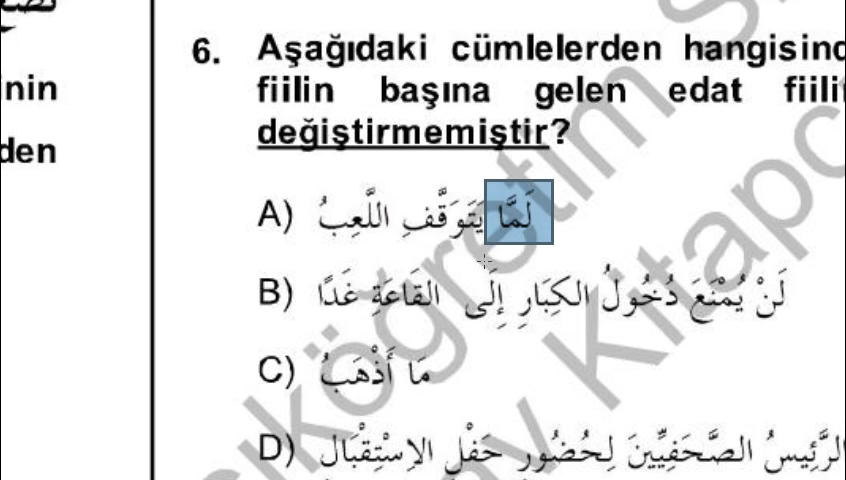 inin
den
6. Aşağıdaki cümlelerden hangisind
fiilin başına gelen edat fiili
değiştirmemiştir?
A) لَمَّا يَتَوَقَّفِ اللَّعِبُ
B) لَنْ يُمْنَعَ دُخُولُ الكِبَارِ إِلَى القَاعَةِ غَدًا
C) مَا أَذْهَبُ
D) الرَّئِيسُ الصَّحَفِيِّينَ لِحُضُورِ حَفْلِ الاِسْتِقْبَالِ